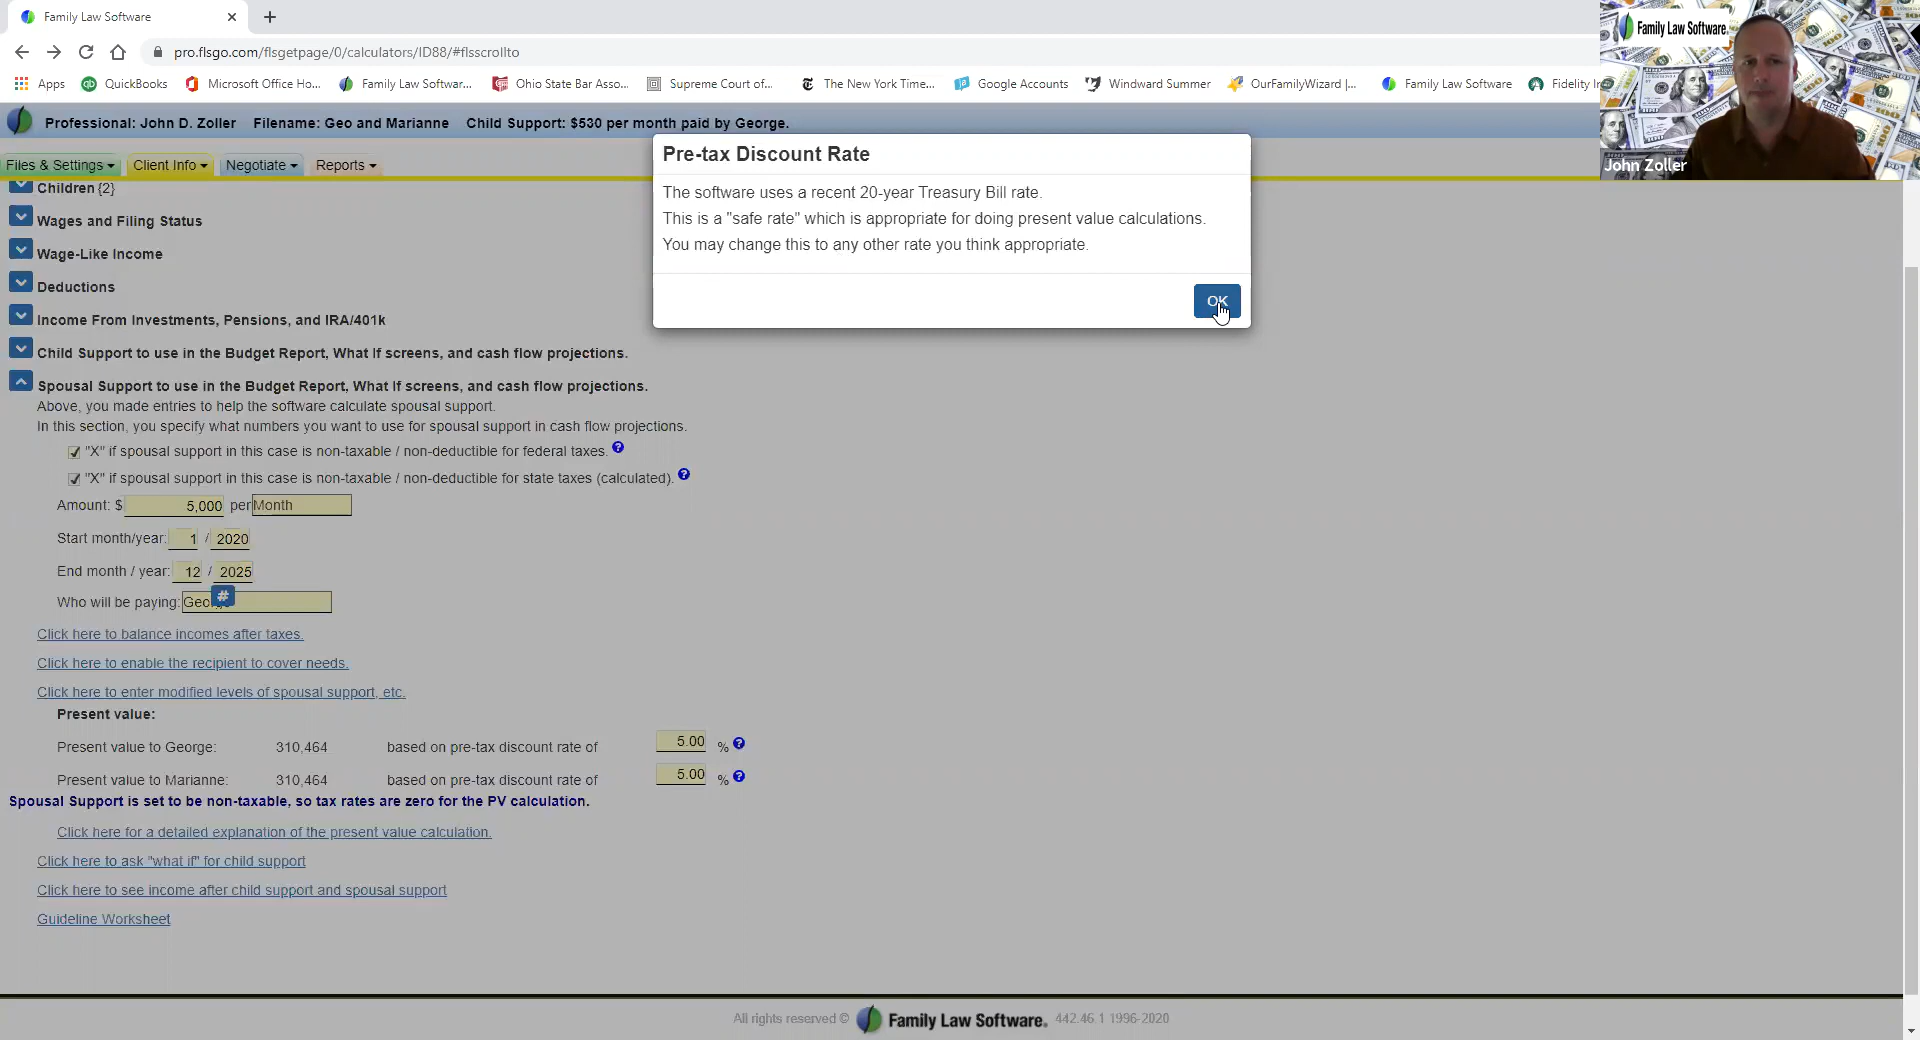 Family Law Software
pro.flsgo.com/flsgetpage/0/calculators/ID88/#flsscrollto
Apps QuickBooks Microsoft Office Ho... Family Law Softwar... Ohio State Bar Asso... Supreme Court of... The New York Time... Google Accounts Windward Summer OurFamilyWizard |... Family Law Software Fidelity
Family Law Software.
John Zoller
Professional: John D. Zoller Filename: Geo and Marianne Child Support: $530 per month paid by George.
Files & Settings Client Info Negotiate Reports
Pre-tax Discount Rate
The software uses a recent 20-year Treasury Bill rate.
This is a "safe rate" which is appropriate for doing present value calculations.
You may change this to any other rate you think appropriate.
OK
Children {2}
Wages and Filing Status
Wage-Like Income
Deductions
Income From Investments, Pensions, and IRA/401k
Child Support to use in the Budget Report, What If screens, and cash flow projections.
Spousal Support to use in the Budget Report, What If screens, and cash flow projections.
Above, you made entries to help the software calculate spousal support.
In this section, you specify what numbers you want to use for spousal support in cash flow projections.
"X" if spousal support in this case is non-taxable / non-deductible for federal taxes. ?
"X" if spousal support in this case is non-taxable / non-deductible for state taxes (calculated). ?
Amount: $ 5,000 per Month
Start month/year: 1 / 2020
End month / year: 12 / 2025
#
Who will be paying:
Click here to balance incomes after taxes.
Click here to enable the recipient to cover needs.
Click here to enter modified levels of spousal support, etc.
Present value:
Present value to George: 310,464 based on pre-tax discount rate of 5.00 % ?
Present value to Marianne: 310,464 based on pre-tax discount rate of 5.00 % ?
Spousal Support is set to be non-taxable, so tax rates are zero for the PV calculation.
Click here for a detailed explanation of the present value calculation.
Click here to ask "what if" for child support
Click here to see income after child support and spousal support
Guideline Worksheet
All rights reserved © Family Law Software. 442.46 1 1996-2020